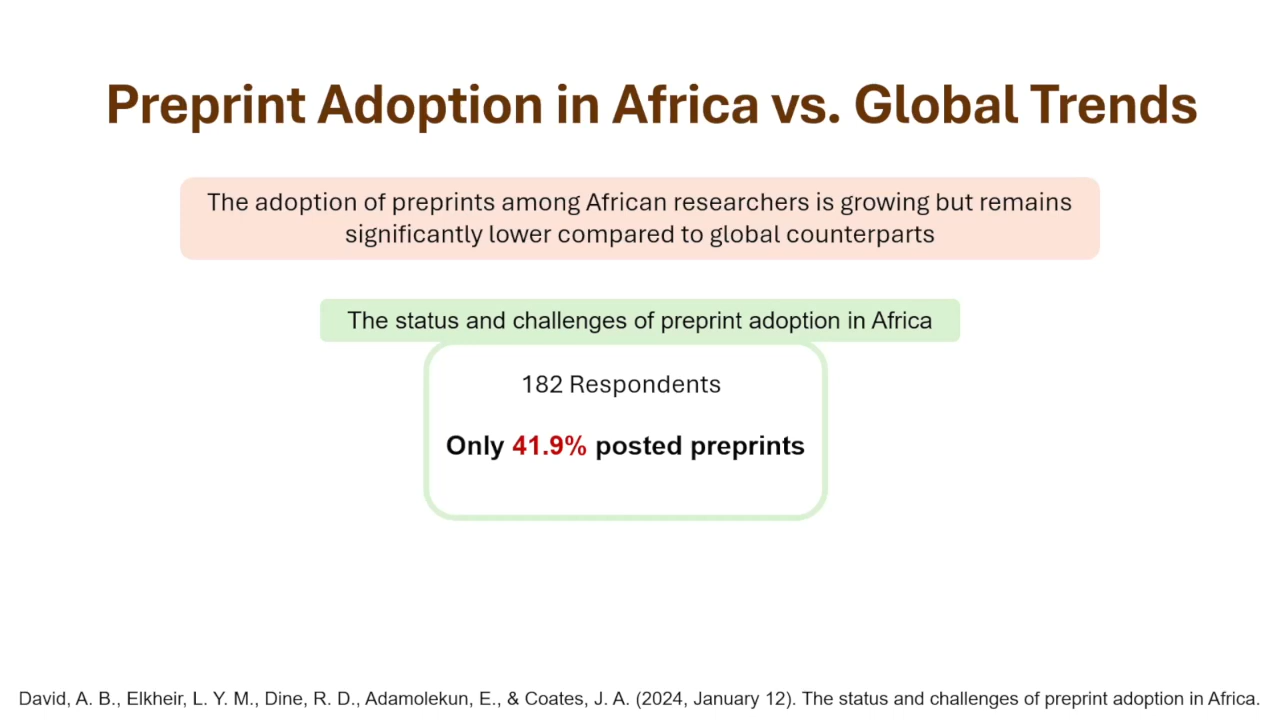 Preprint Adoption in Africa vs. Global Trends
The adoption of preprints among African researchers is growing but remains
significantly lower compared to global counterparts
The status and challenges of preprint adoption in Africa
182 Respondents
Only 41.9% posted preprints
David, A. B., Elkheir, L. Y. M., Dine, R. D., Adamolekun, E., & Coates, J. A. (2024, January 12). The status and challenges of preprint adoption in Africa.